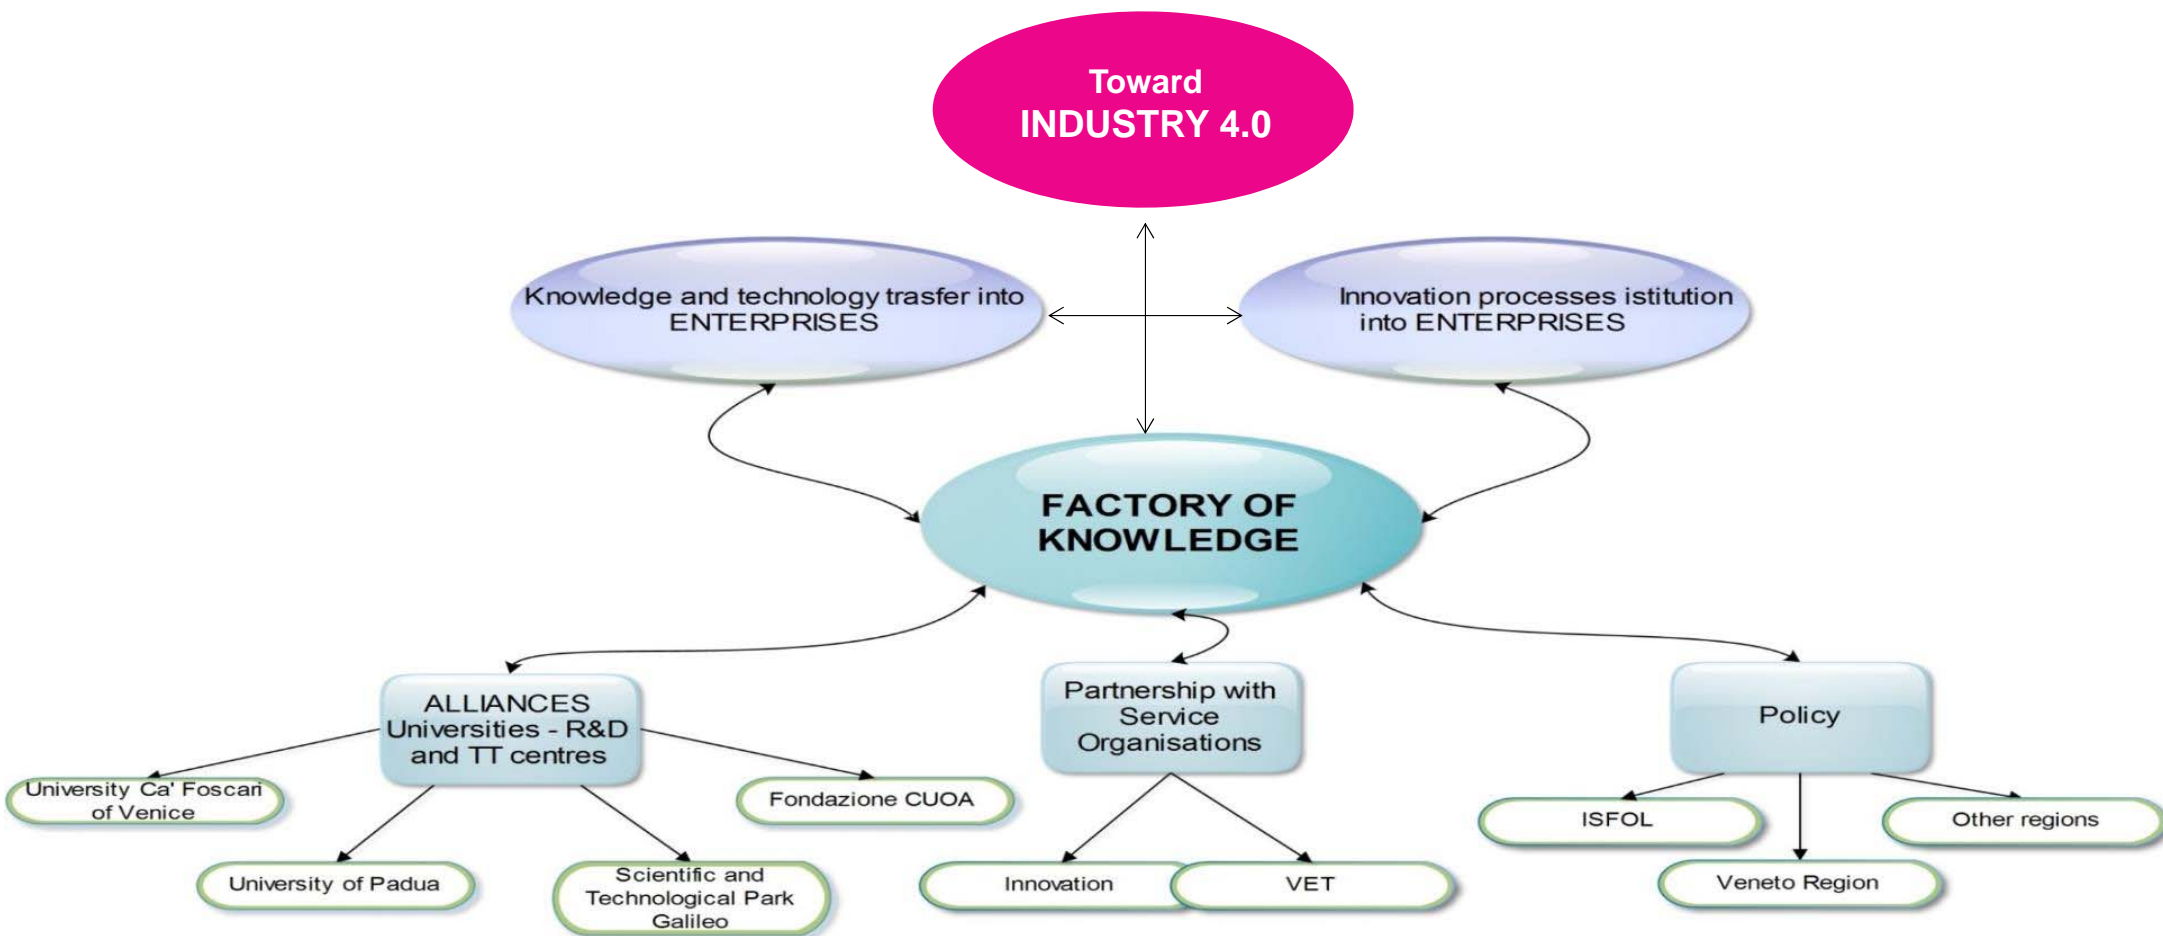 Toward
INDUSTRY 4.0
Knowledge and technology trasfer into
ENTERPRISES
Innovation processes istitution
into ENTERPRISES
FACTORY OF
KNOWLEDGE
ALLIANCES
Universities - R&D
and TT centres
Partnership with
Service
Organisations
Policy
University Ca' Foscari
of Venice
Fondazione CUOA
ISFOL
Other regions
University of Padua
Scientific and
Technological Park
Galileo
Innovation
VET
Veneto Region